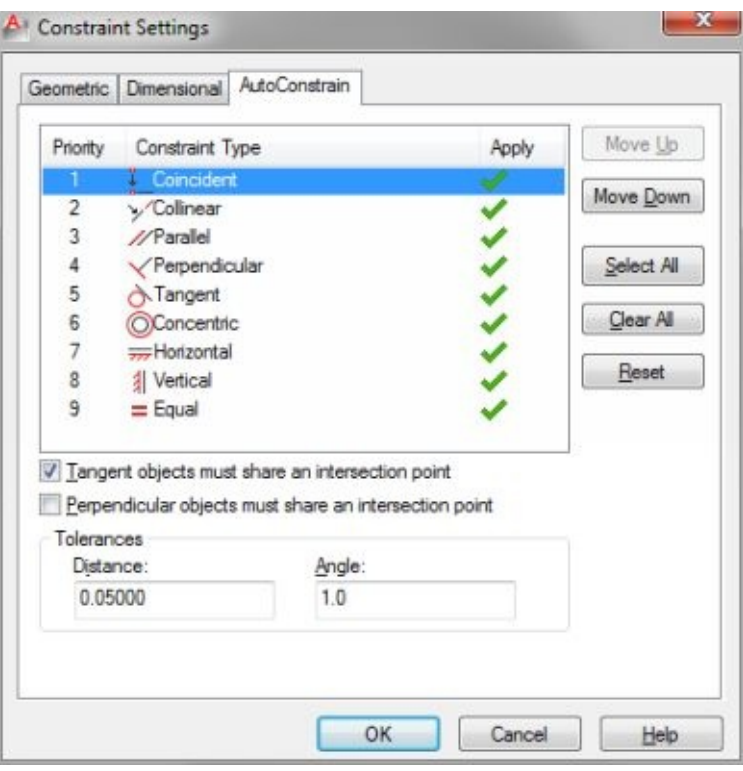 Constraint Settings
Geometric Dimensional AutoConstrain
Priority Constraint Type Apply
1 Coincident
2 Collinear
3 Parallel
4 Perpendicular
5 Tangent
6 Concentric
7 Horizontal
8 Vertical
9 Equal
Move Up
Move Down
Select All
Clear All
Reset
Tangent objects must share an intersection point
Perpendicular objects must share an intersection point
Tolerances
Distance: Angle:
0.05000 1.0
OK Cancel Help